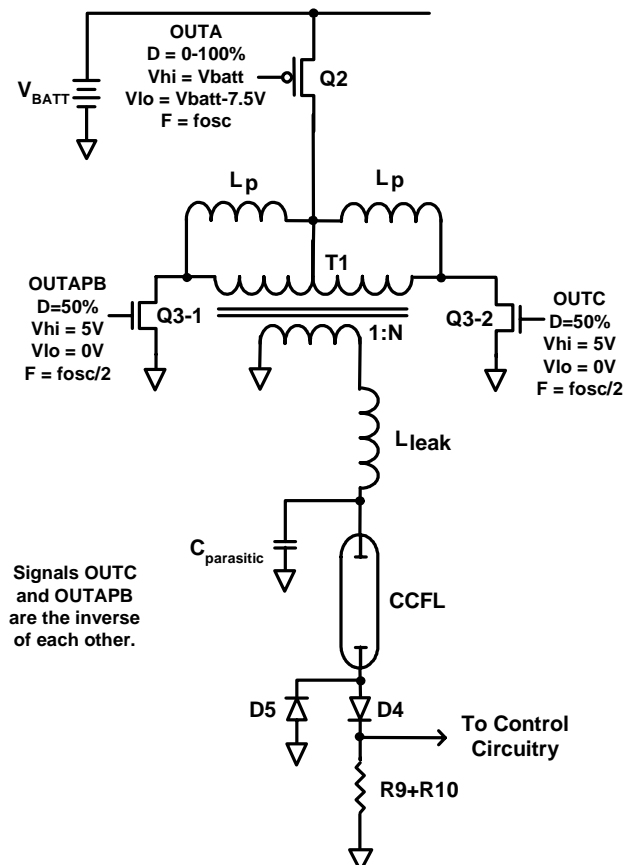 OUTA
D = 0-100%
Vhi = Vbatt
Vlo = Vbatt-7.5V
F = fosc
Q2
VBATT
Lp
Lp
T1
OUTAPB
D=50%
Vhi = 5V
Vlo = 0V
F = fosc/2
Q3-1
Q3-2
OUTC
D=50%
Vhi = 5V
Vlo = 0V
F = fosc/2
1:N
Lleak
Cparasitic
CCFL
Signals OUTC
and OUTAPB
are the inverse
of each other.
D5
D4
To Control
Circuitry
R9+R10